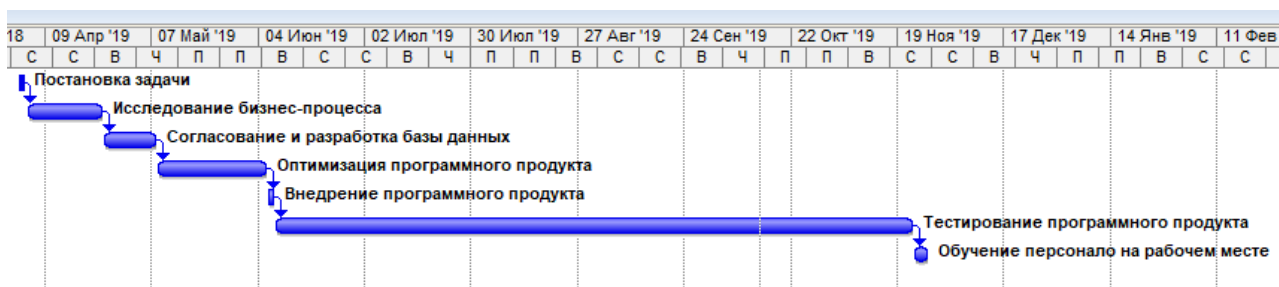 18 09 Апр '19 07 Май '19 04 Июн '19 02 Июл '19 30 Июл '19 27 Авг '19 24 Сен '19 22 Окт '19 19 Ноя '19 17 Дек '19 14 Янв '19 11 Фев
С С В Ч П П В С С В Ч П П В С С В Ч П П В С С В Ч П П В С С
Постановка задачи
Исследование бизнес-процесса
Согласование и разработка базы данных
Оптимизация программного продукта
Внедрение программного продукта
Тестирование программного продукта
Обучение персонало на рабочем месте